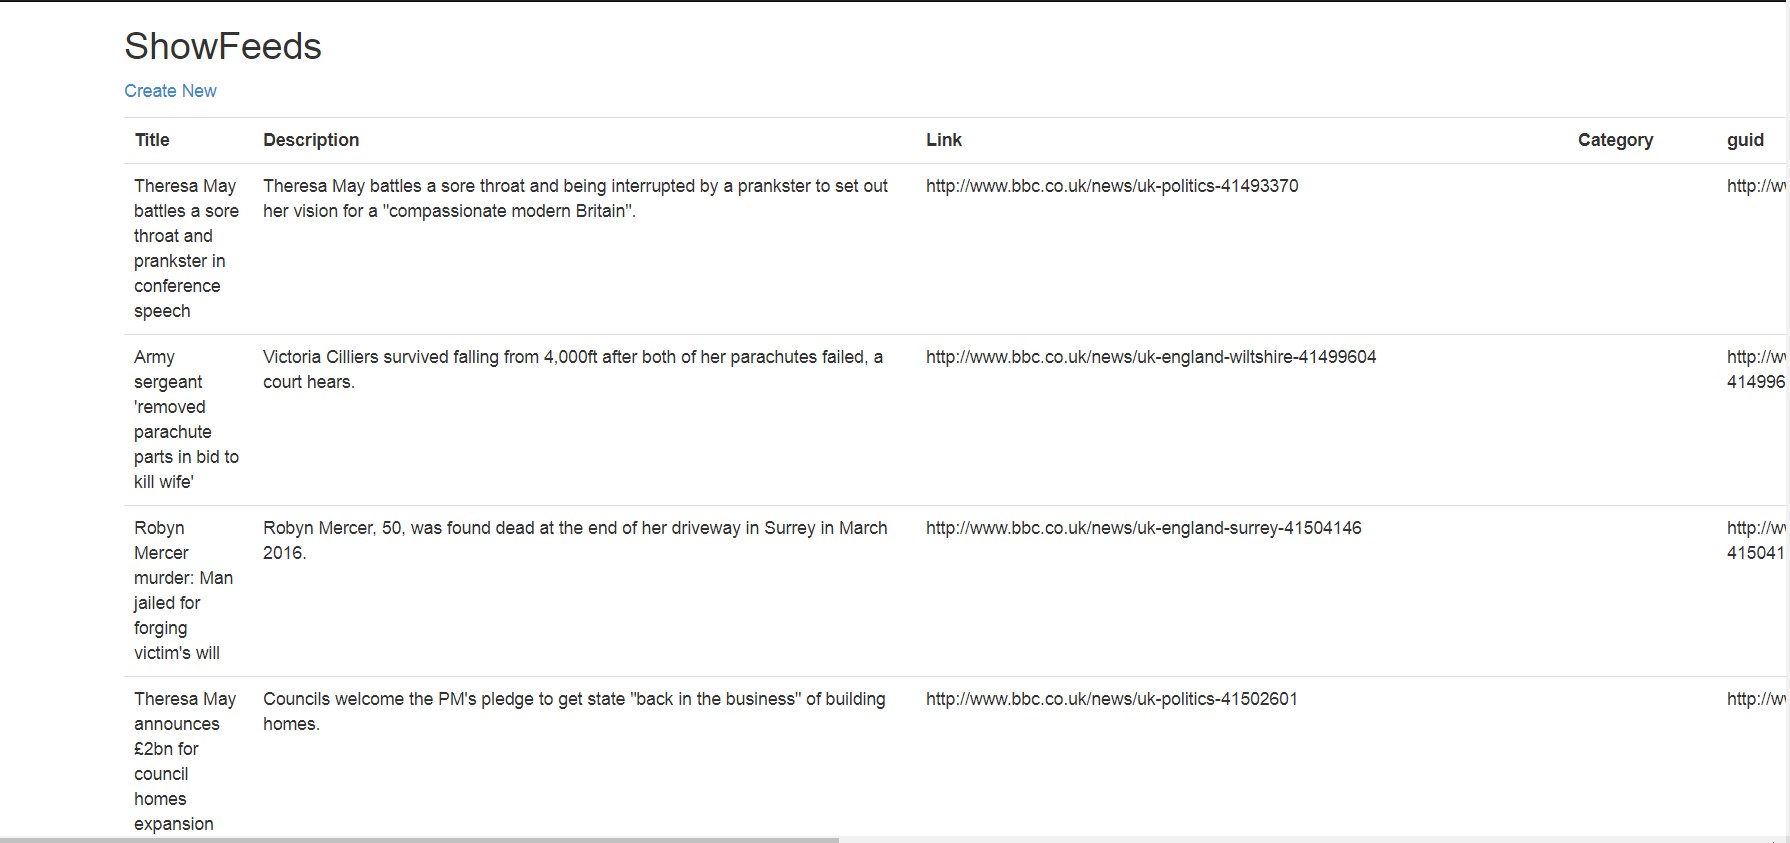 ShowFeeds
Create New
Title Description Link Category guid
Theresa May Theresa May battles a sore throat and being interrupted by a prankster to set out http://www.bbc.co.uk/news/uk-politics-41493370 http://w
battles a sore her vision for a "compassionate modern Britain".
throat and
prankster in
conference
speech
Army Victoria Cilliers survived falling from 4,000ft after both of her parachutes failed, a http://www.bbc.co.uk/news/uk-england-wiltshire-41499604 http://w
sergeant court hears. 414996
'removed
parachute
parts in bid to
kill wife'
Robyn Robyn Mercer, 50, was found dead at the end of her driveway in Surrey in March http://www.bbc.co.uk/news/uk-england-surrey-41504146 http://w
Mercer 2016. 415041
murder: Man
jailed for
forging
victim's will
Theresa May Councils welcome the PM's pledge to get state "back in the business" of building http://www.bbc.co.uk/news/uk-politics-41502601 http://w
announces homes.
£2bn for
council
homes
expansion